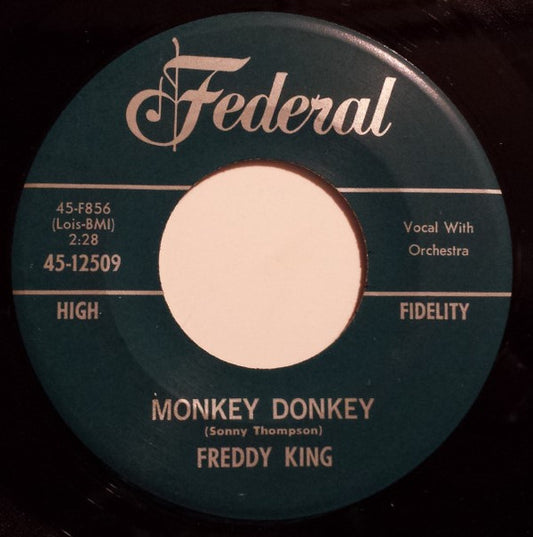 Federal
45-F856
(Lois-BMI)
2:28
45-12509
Vocal With
Orchestra
HIGH
FIDELITY
MONKEY DONKEY
(Sonny Thompson)
FREDDY KING